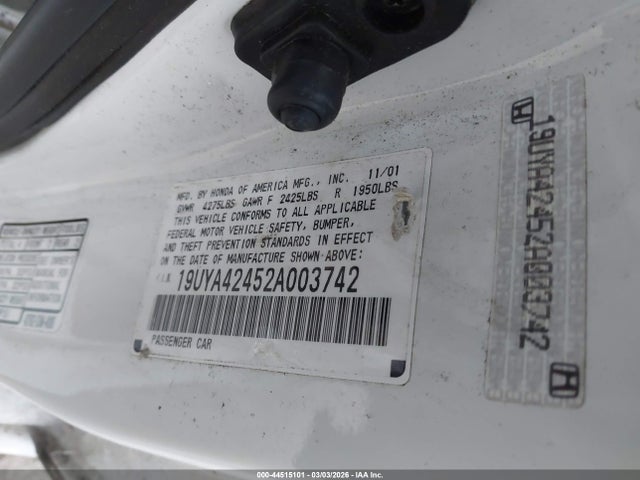 MFD. BY HONDA OF AMERICA MFG., INC. 11/01
GVWR 4275LBS GAWR F 2425LBS R 1950LBS
THIS VEHICLE CONFORMS TO ALL APPLICABLE
FEDERAL MOTOR VEHICLE SAFETY, BUMPER,
AND THEFT PREVENTION STANDARDS IN EFFECT
ON THE DATE OF MANUFACTURE SHOWN ABOVE:
19UYA42452A003742
PASSENGER CAR
19UYA42452A003742
000-44515101 - 03/03/2026 - ©IAA Inc.